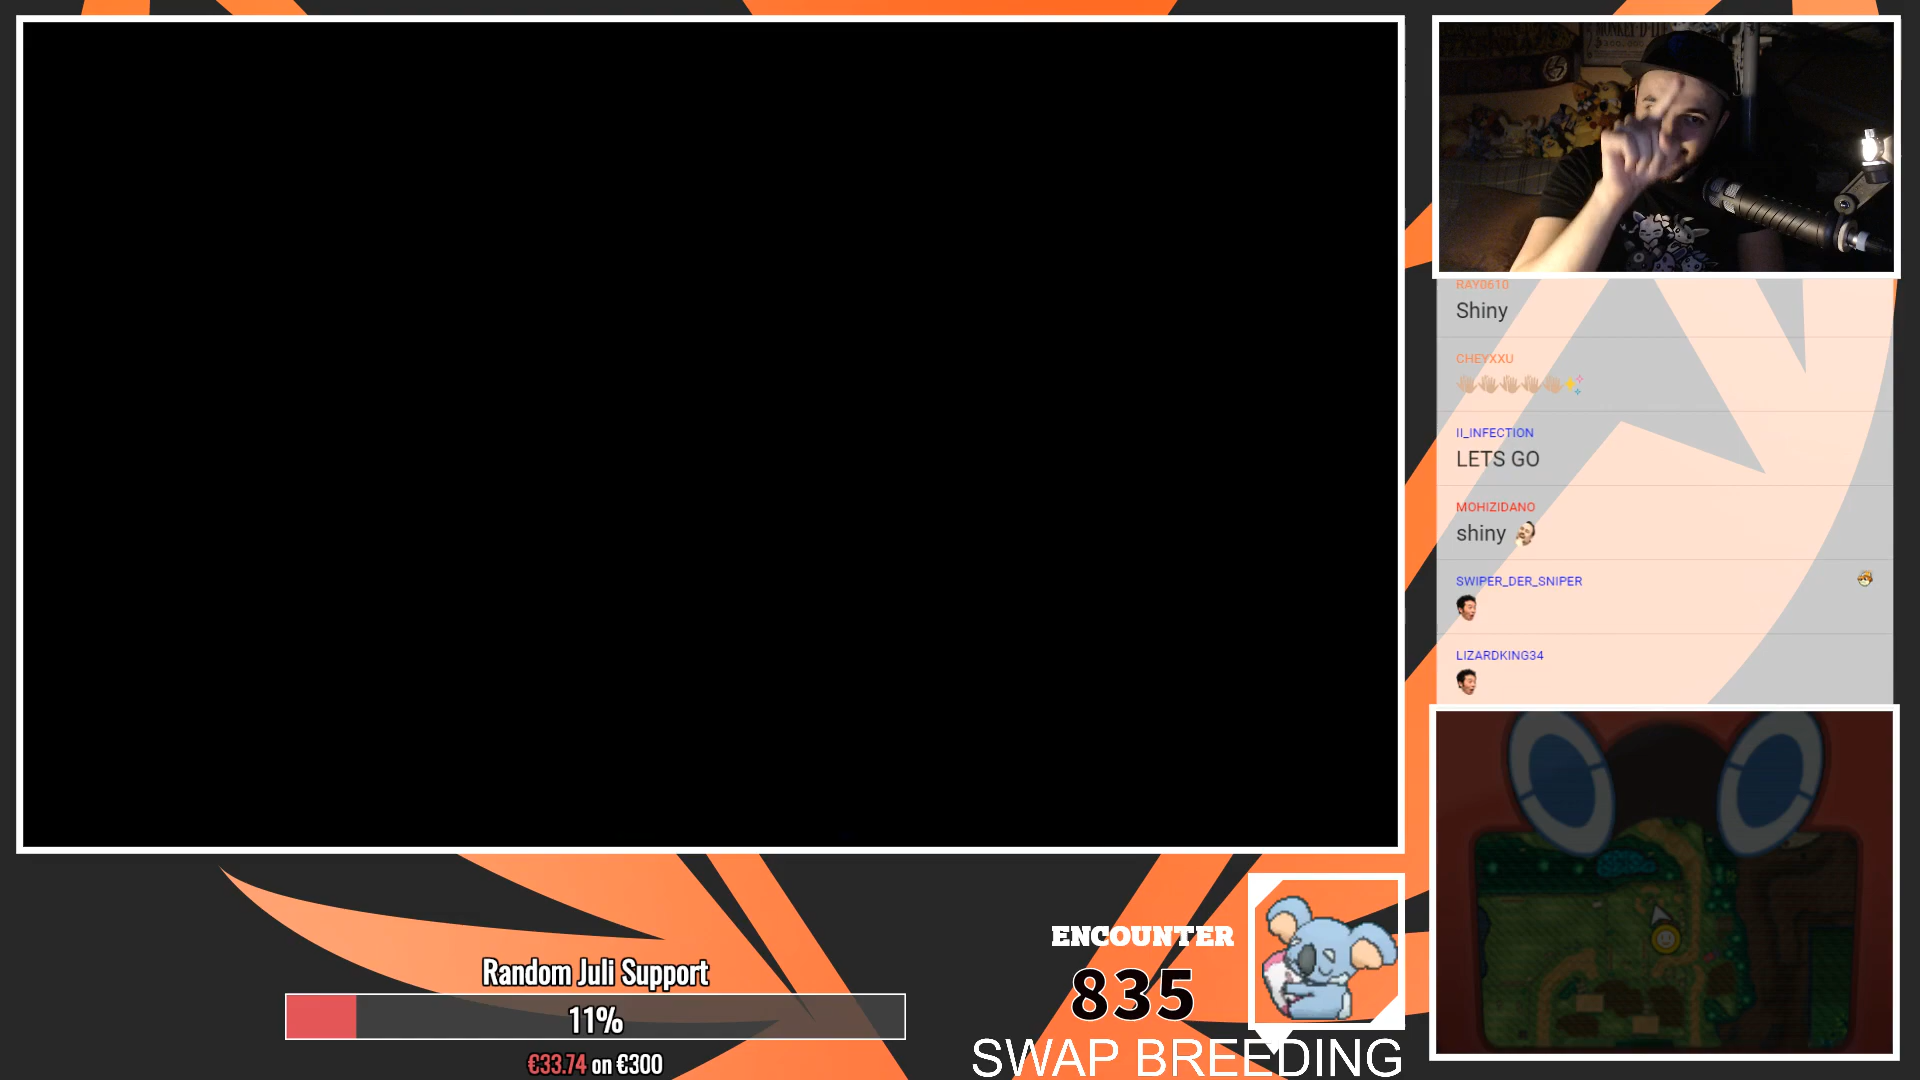 RAY0610
Shiny
CHEYXXU
II_INFECTION
LETS GO
MOHIZIDANO
shiny
SWIPER_DER_SNIPER
LIZARDKING34
ENCOUNTER
835
SWAP BREEDING
Random Juli Support
11%
€33.74 on €300